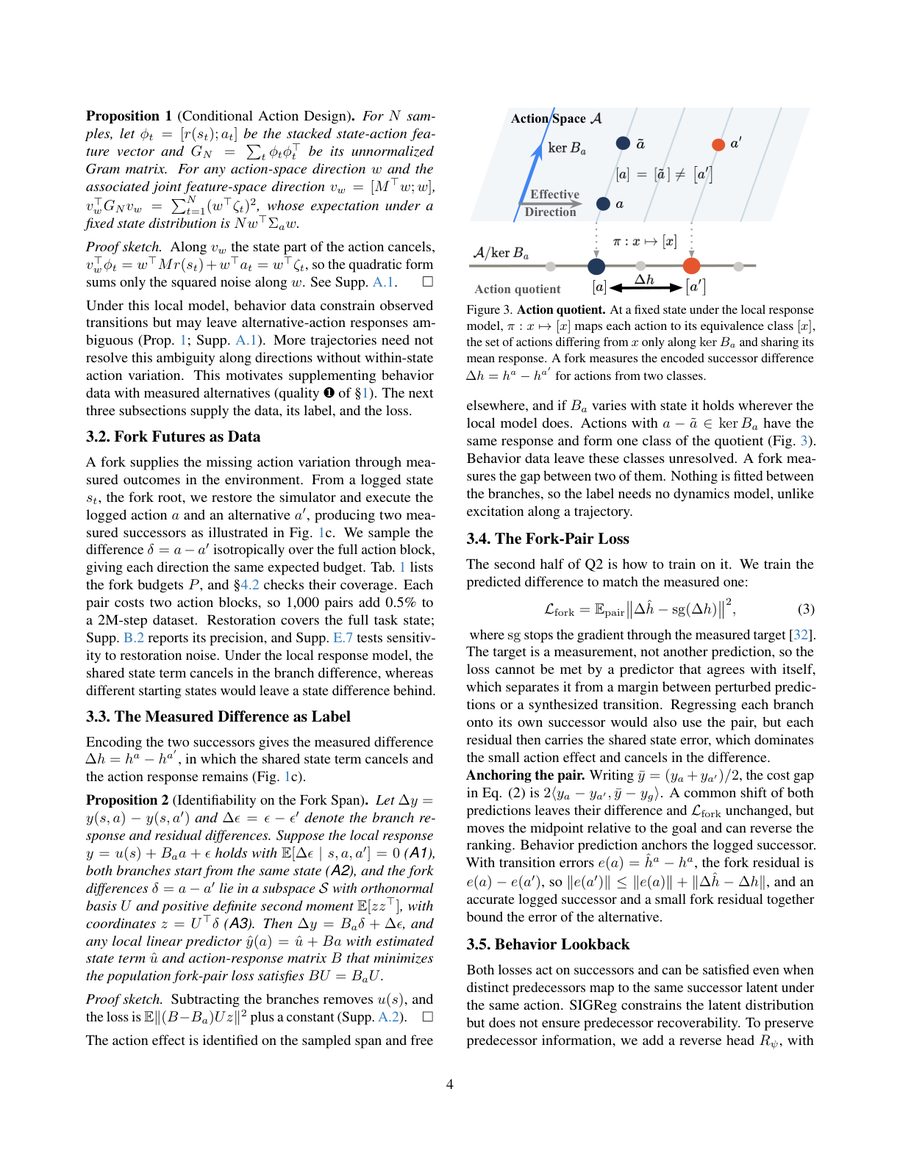 Proposition 1 (Conditional Action Design). For N sam-
ples, let ϕt = [r(st); at] be the stacked state-action fea-
ture vector and GN = ∑t ϕtϕt⊤ be its unnormalized
Gram matrix. For any action-space direction w and the
associated joint feature-space direction vw = [M⊤w; w],
vw⊤GN vw = ∑t=1N (w⊤ζt)2, whose expectation under a
fixed state distribution is N w⊤Σaw.
Proof sketch. Along vw the state part of the action cancels,
vw⊤ϕt = w⊤Mr(st)+w⊤at = w⊤ζt, so the quadratic form
sums only the squared noise along w. See Supp. A.1. □
Under this local model, behavior data constrain observed
transitions but may leave alternative-action responses am-
biguous (Prop. 1; Supp. A.1). More trajectories need not
resolve this ambiguity along directions without within-state
action variation. This motivates supplementing behavior
data with measured alternatives (quality ❶ of §1). The next
three subsections supply the data, its label, and the loss.
3.2. Fork Futures as Data
A fork supplies the missing action variation through mea-
sured outcomes in the environment. From a logged state
st, the fork root, we restore the simulator and execute the
logged action a and an alternative a′, producing two mea-
sured successors as illustrated in Fig. 1c. We sample the
difference δ = a − a′ isotropically over the full action block,
giving each direction the same expected budget. Tab. 1 lists
the fork budgets P, and §4.2 checks their coverage. Each
pair costs two action blocks, so 1,000 pairs add 0.5% to
a 2M-step dataset. Restoration covers the full task state;
Supp. B.2 reports its precision, and Supp. E.7 tests sensitiv-
ity to restoration noise. Under the local response model, the
shared state term cancels in the branch difference, whereas
different starting states would leave a state difference behind.
3.3. The Measured Difference as Label
Encoding the two successors gives the measured difference
Δh = ha − ha′, in which the shared state term cancels and
the action response remains (Fig. 1c).
Proposition 2 (Identifiability on the Fork Span). Let Δy =
y(s, a) − y(s, a′) and Δϵ = ϵ − ϵ′ denote the branch re-
sponse and residual differences. Suppose the local response
y = u(s) + Baa + ϵ holds with E[Δϵ | s, a, a′] = 0 (A1),
both branches start from the same state (A2), and the fork
differences δ = a − a′ lie in a subspace S with orthonormal
basis U and positive definite second moment E[zz⊤], with
coordinates z = U⊤δ (A3). Then Δy = Baδ + Δϵ, and
any local linear predictor ŷ(a) = û + Ba with estimated
state term û and action-response matrix B that minimizes
the population fork-pair loss satisfies BU = BaU.
Proof sketch. Subtracting the branches removes u(s), and
the loss is E‖(B−Ba)Uz‖2 plus a constant (Supp. A.2). □
The action effect is identified on the sampled span and free
Action Space A
ker Ba
ã
a′
[a] = [ã] ≠ [a′]
Effective
Direction
a
π : x ↦ [x]
A/ker Ba
Action quotient
[a]
Δh
[a′]
Figure 3. Action quotient. At a fixed state under the local response
model, π : x ↦ [x] maps each action to its equivalence class [x],
the set of actions differing from x only along ker Ba and sharing its
mean response. A fork measures the encoded successor difference
Δh = ha − ha′ for actions from two classes.
elsewhere, and if Ba varies with state it holds wherever the
local model does. Actions with a − ã ∈ ker Ba have the
same response and form one class of the quotient (Fig. 3).
Behavior data leave these classes unresolved. A fork mea-
sures the gap between two of them. Nothing is fitted between
the branches, so the label needs no dynamics model, unlike
excitation along a trajectory.
3.4. The Fork-Pair Loss
The second half of Q2 is how to train on it. We train the
predicted difference to match the measured one:
Lfork = Epair‖Δĥ − sg(Δh)‖2, (3)
where sg stops the gradient through the measured target [32].
The target is a measurement, not another prediction, so the
loss cannot be met by a predictor that agrees with itself,
which separates it from a margin between perturbed predic-
tions or a synthesized transition. Regressing each branch
onto its own successor would also use the pair, but each
residual then carries the shared state error, which dominates
the small action effect and cancels in the difference.
Anchoring the pair. Writing ȳ = (ya + ya′)/2, the cost gap
in Eq. (2) is 2⟨ya − ya′, ȳ − yg⟩. A common shift of both
predictions leaves their difference and Lfork unchanged, but
moves the midpoint relative to the goal and can reverse the
ranking. Behavior prediction anchors the logged successor.
With transition errors e(a) = ĥa − ha, the fork residual is
e(a) − e(a′), so ‖e(a′)‖ ≤ ‖e(a)‖ + ‖Δĥ − Δh‖, and an
accurate logged successor and a small fork residual together
bound the error of the alternative.
3.5. Behavior Lookback
Both losses act on successors and can be satisfied even when
distinct predecessors map to the same successor latent under
the same action. SIGReg constrains the latent distribution
but does not ensure predecessor recoverability. To preserve
predecessor information, we add a reverse head Rψ, with
4